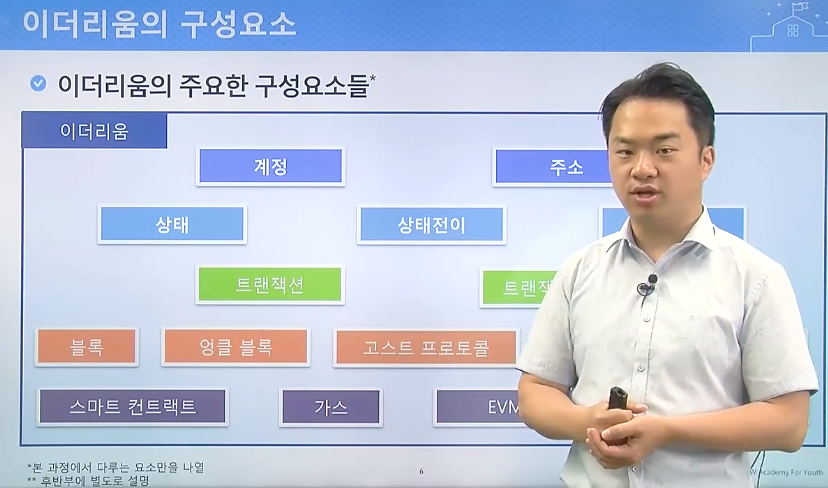 이더리움의 구성요소
이더리움의 주요한 구성요소들*
이더리움
계정 주소
상태 상태전이
트랜잭션 트랜잭
블록 엉클 블록 고스트 프로토콜
스마트 컨트랙트 가스 EVM
*본 과정에서 다루는 요소만을 나열
6
Academy For Youth
** 후반부에 별도로 설명